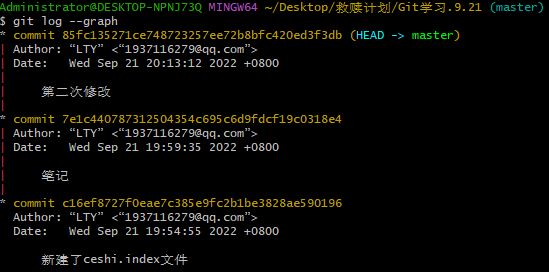 Administrator@DESKTOP-NPNJ73Q MINGW64 ~/Desktop/救赎计划/Git学习.9.21 (master)
$ git log --graph
* commit 85fc135271ce748723257ee72b8bfc420ed3f3db (HEAD -> master)
| Author: “LTY” <“1937116279@qq.com”>
| Date:   Wed Sep 21 20:13:12 2022 +0800
|
|     第二次修改
|
* commit 7e1c440787312504354c695c6d9fdcf19c0318e4
| Author: “LTY” <“1937116279@qq.com”>
| Date:   Wed Sep 21 19:59:35 2022 +0800
|
|     笔记
|
* commit c16ef8727f0eae7c385e9fc2b1be3828ae590196
  Author: “LTY” <“1937116279@qq.com”>
  Date:   Wed Sep 21 19:54:55 2022 +0800

      新建了ceshi.index文件